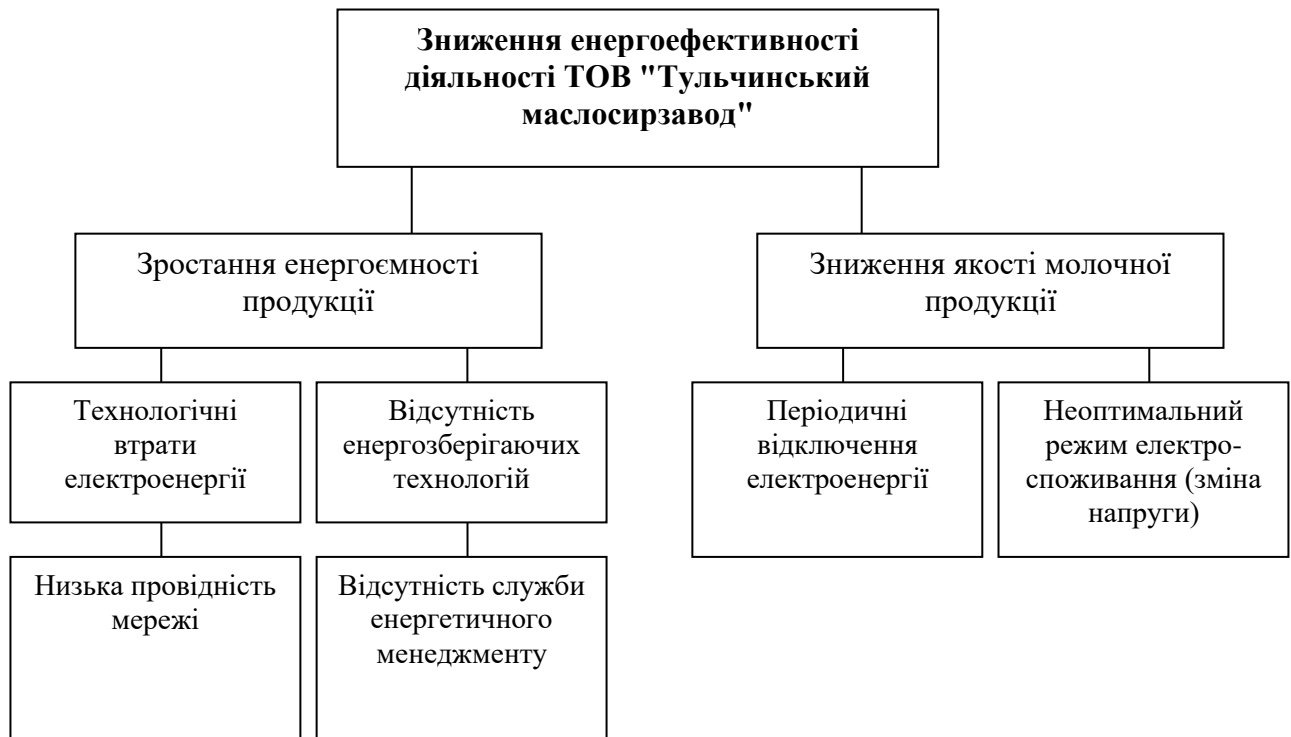 Зниження енергоефективності
діяльності ТОВ "Тульчинський
маслосирзавод"
Зростання енергоємності
продукції
Зниження якості молочної
продукції
Технологічні
втрати
електроенергії
Відсутність
енергозберігаючих
технологій
Періодичні
відключення
електроенергії
Неоптимальний
режим електро-
споживання (зміна
напруги)
Низька провідність
мережі
Відсутність служби
енергетичного
менеджменту